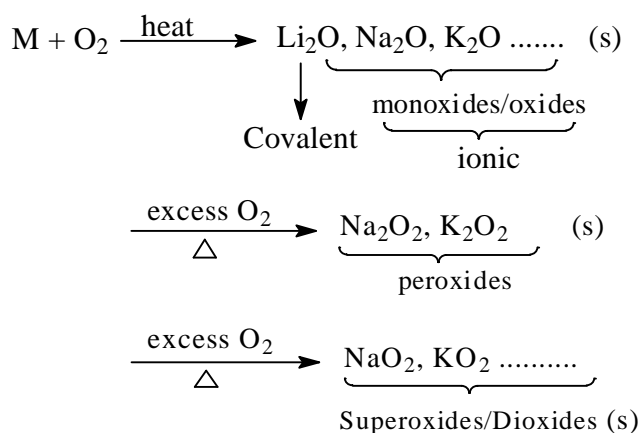 M + O₂ heat Li₂O, Na₂O, K₂O ....... (s)
monoxides/oxides
Covalent
ionic
excess O₂ Na₂O₂, K₂O₂ (s)
△
peroxides
excess O₂ NaO₂, KO₂ ..........
△
Superoxides/Dioxides (s)